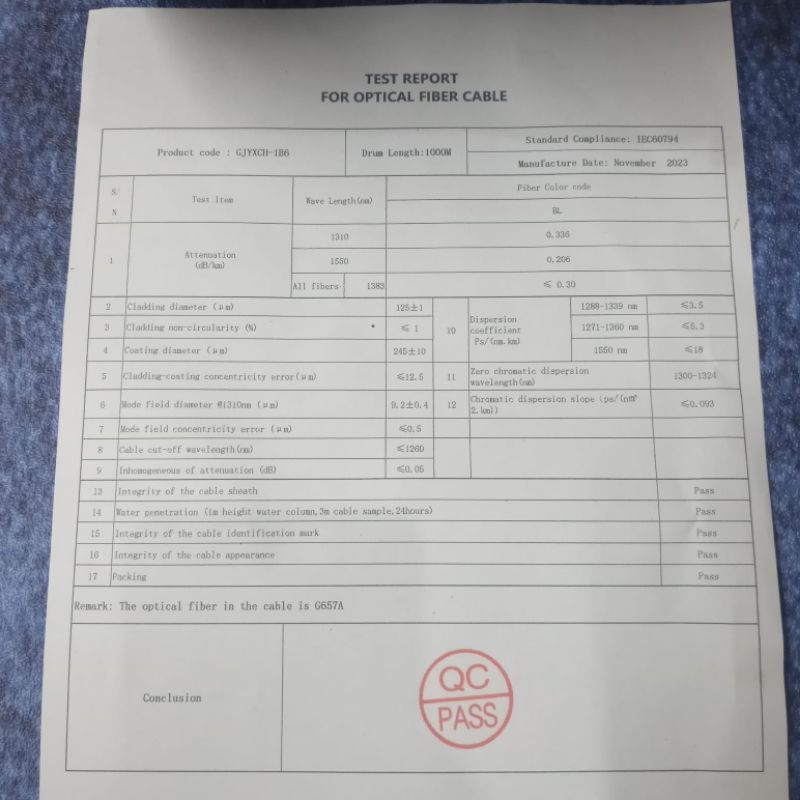 TEST REPORT
FOR OPTICAL FIBER CABLE
Product code : GJYXCH-1B6
Drum Length:1000M
Standard Compliance: IEC60794
Manufacture Date: November 2023
S/
N
Test Item
Wave Length(nm)
Fiber Color code
BL
1
Attenuation
(dB/km)
1310
0.336
1550
0.206
All fibers
1383
≤ 0.30
2 Cladding diameter (μm) 125±1
3 Cladding non-circularity (%) ≤ 1
4 Coating diameter (μm) 245±10
5 Cladding-coating concentricity error(μm) ≤12.5
6 Mode field diameter @1310nm (μm) 9.2±0.4
7 Mode field concentricity error (μm) ≤0.5
8 Cable cut-off wavelength(nm) ≤1260
9 Inhomogeneous of attenuation (dB) ≤0.05
10
Dispersion
coefficient
Ps/(nm.km)
1288-1339 nm ≤3.5
1271-1360 nm ≤5.3
1550 nm ≤18
11
Zero chromatic dispersion
wavelength(nm)
1300-1324
12
Chromatic dispersion slope (ps/(nm^
2.km))
≤0.093
13 Integrity of the cable sheath Pass
14 Water penetration (1m height water column,3m cable sample,24hours) Pass
15 Integrity of the cable identification mark Pass
16 Integrity of the cable appearance Pass
17 Packing Pass
Remark: The optical fiber in the cable is G657A
Conclusion
QC
PASS